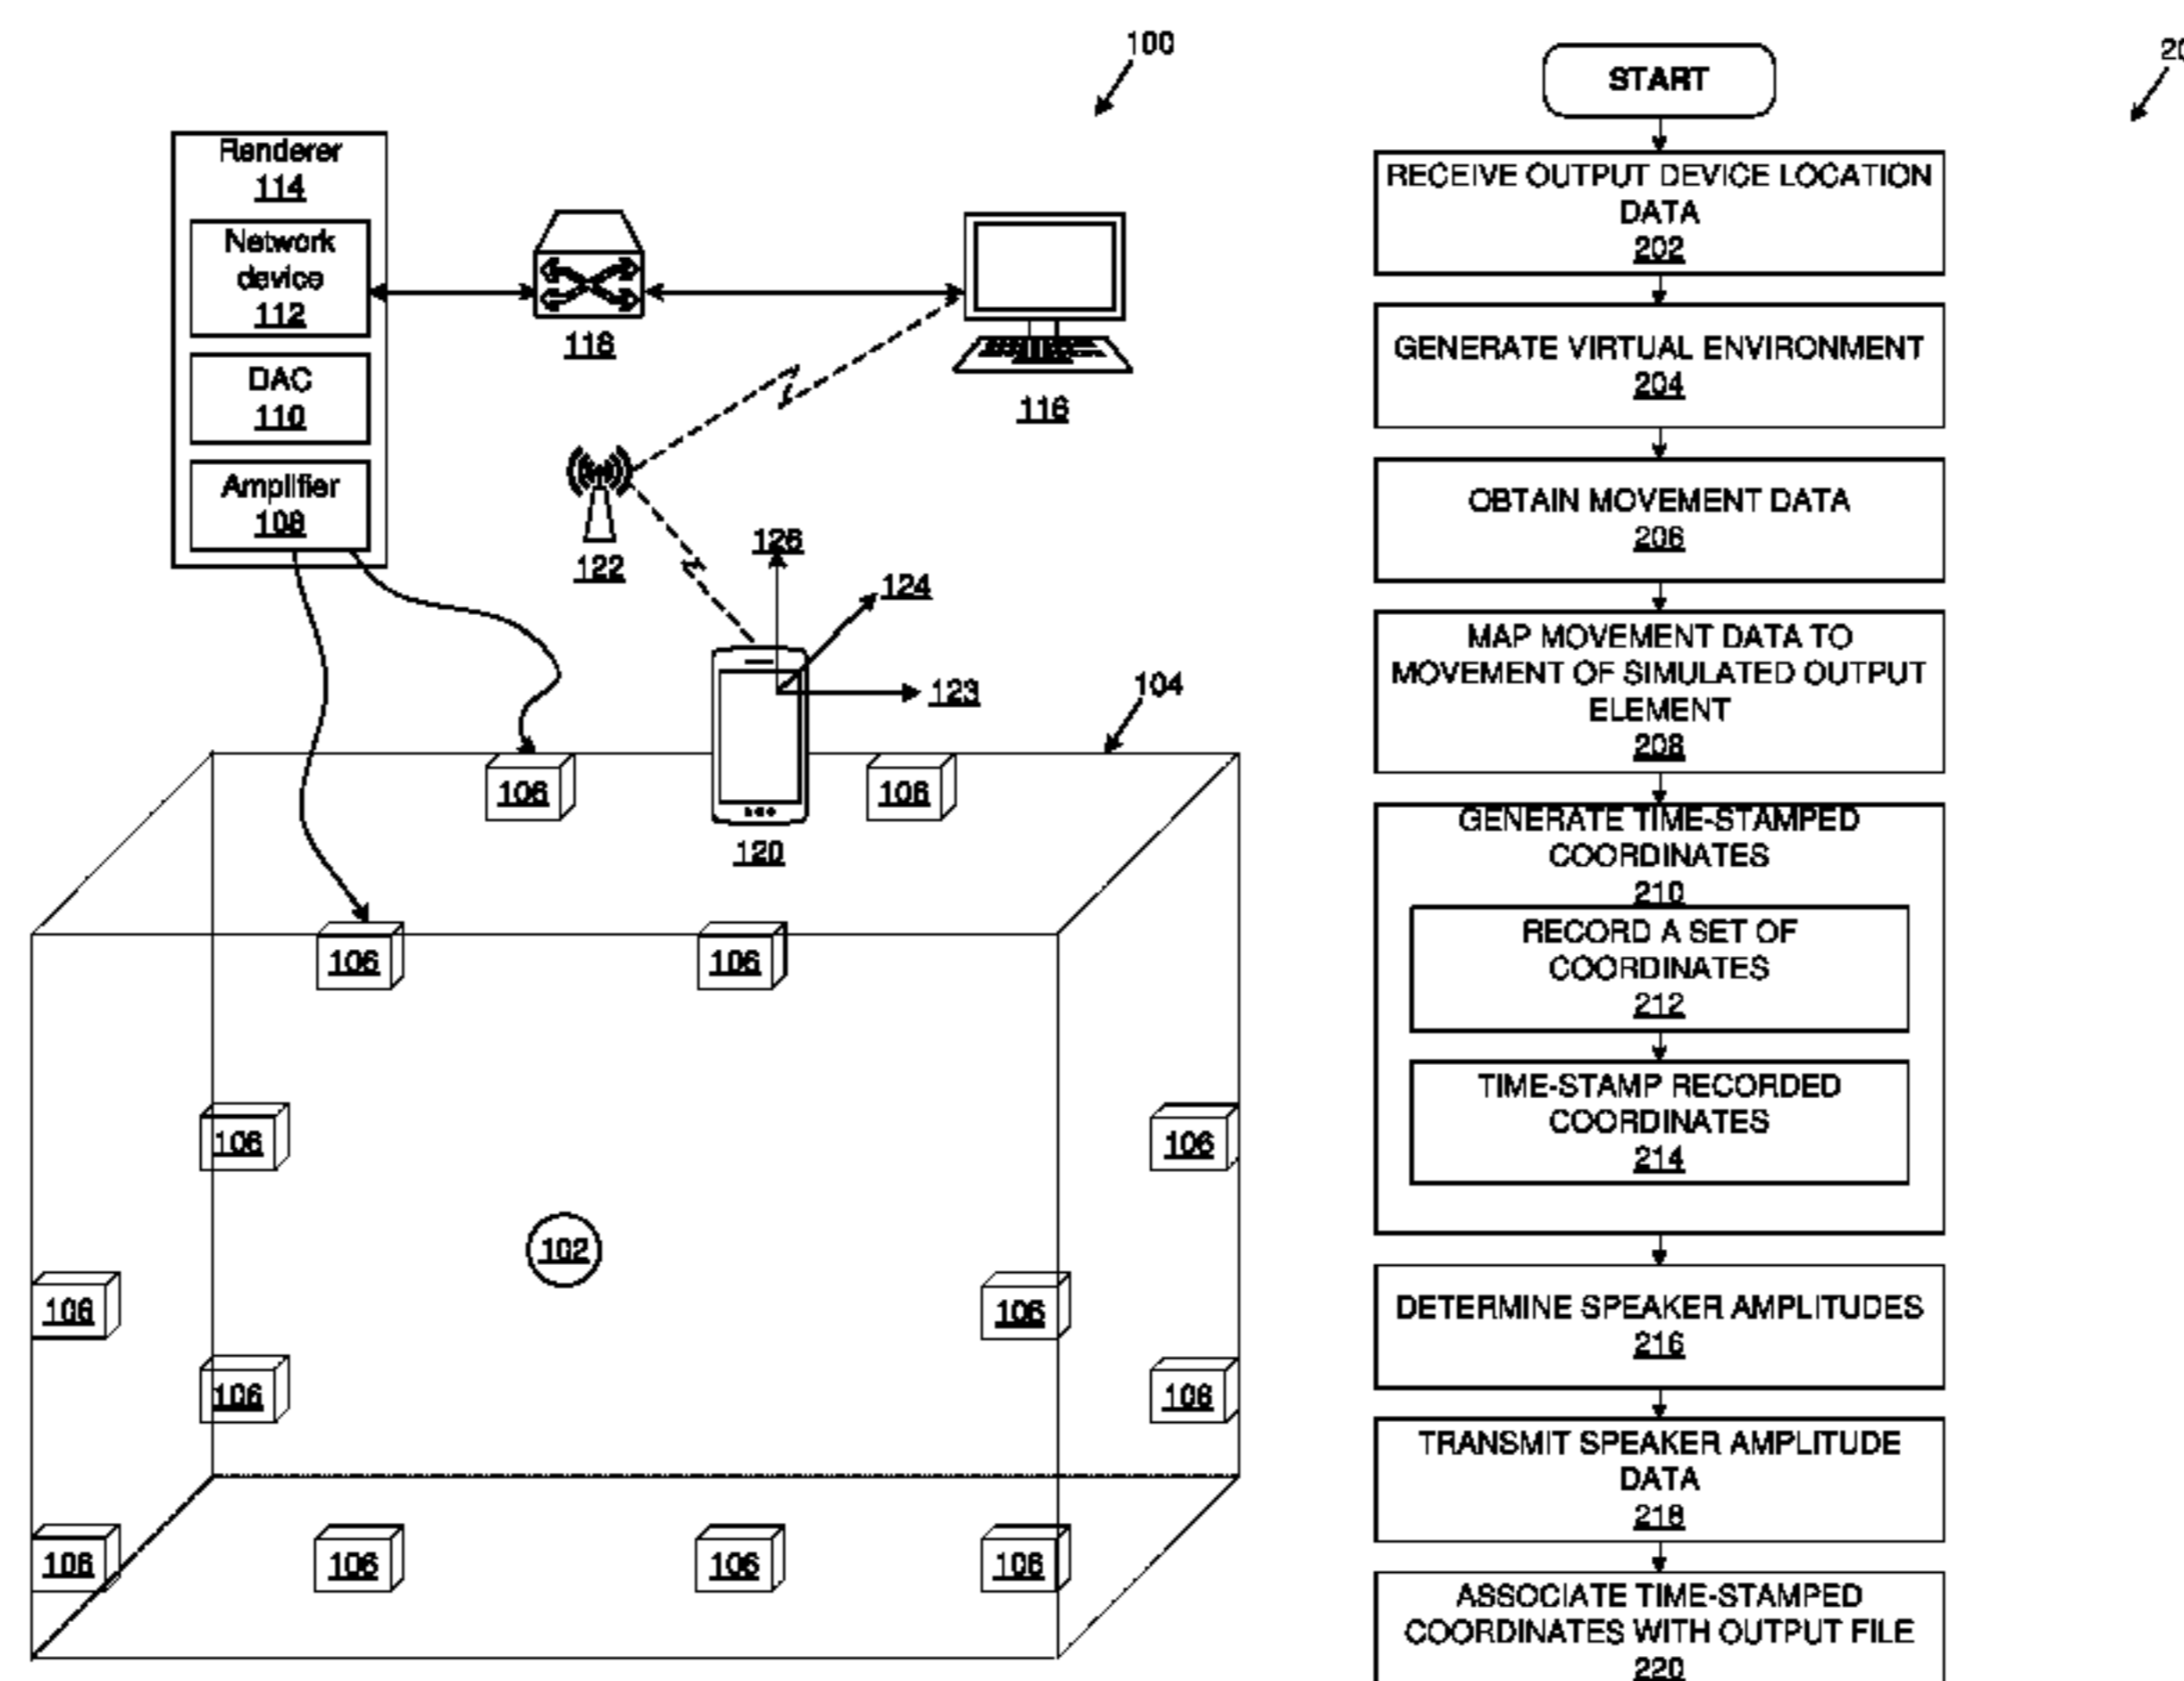 100
Renderer
114
Network
device
112
DAC
110
Amplifier
108
118
116
122
126
124
123
104
120
106
106
106
106
106
106
102
106
106
106
106
106
106
106
106
START
20
RECEIVE OUTPUT DEVICE LOCATION
DATA
202
GENERATE VIRTUAL ENVIRONMENT
204
OBTAIN MOVEMENT DATA
206
MAP MOVEMENT DATA TO
MOVEMENT OF SIMULATED OUTPUT
ELEMENT
208
GENERATE TIME-STAMPED
COORDINATES
210
RECORD A SET OF
COORDINATES
212
TIME-STAMP RECORDED
COORDINATES
214
DETERMINE SPEAKER AMPLITUDES
216
TRANSMIT SPEAKER AMPLITUDE
DATA
218
ASSOCIATE TIME-STAMPED
COORDINATES WITH OUTPUT FILE
220